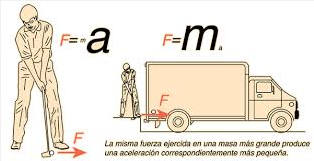 F=ma
F=ma
F
F
La misma fuerza ejercida en una masa más grande produce
una aceleración correspondientemente más pequeña.